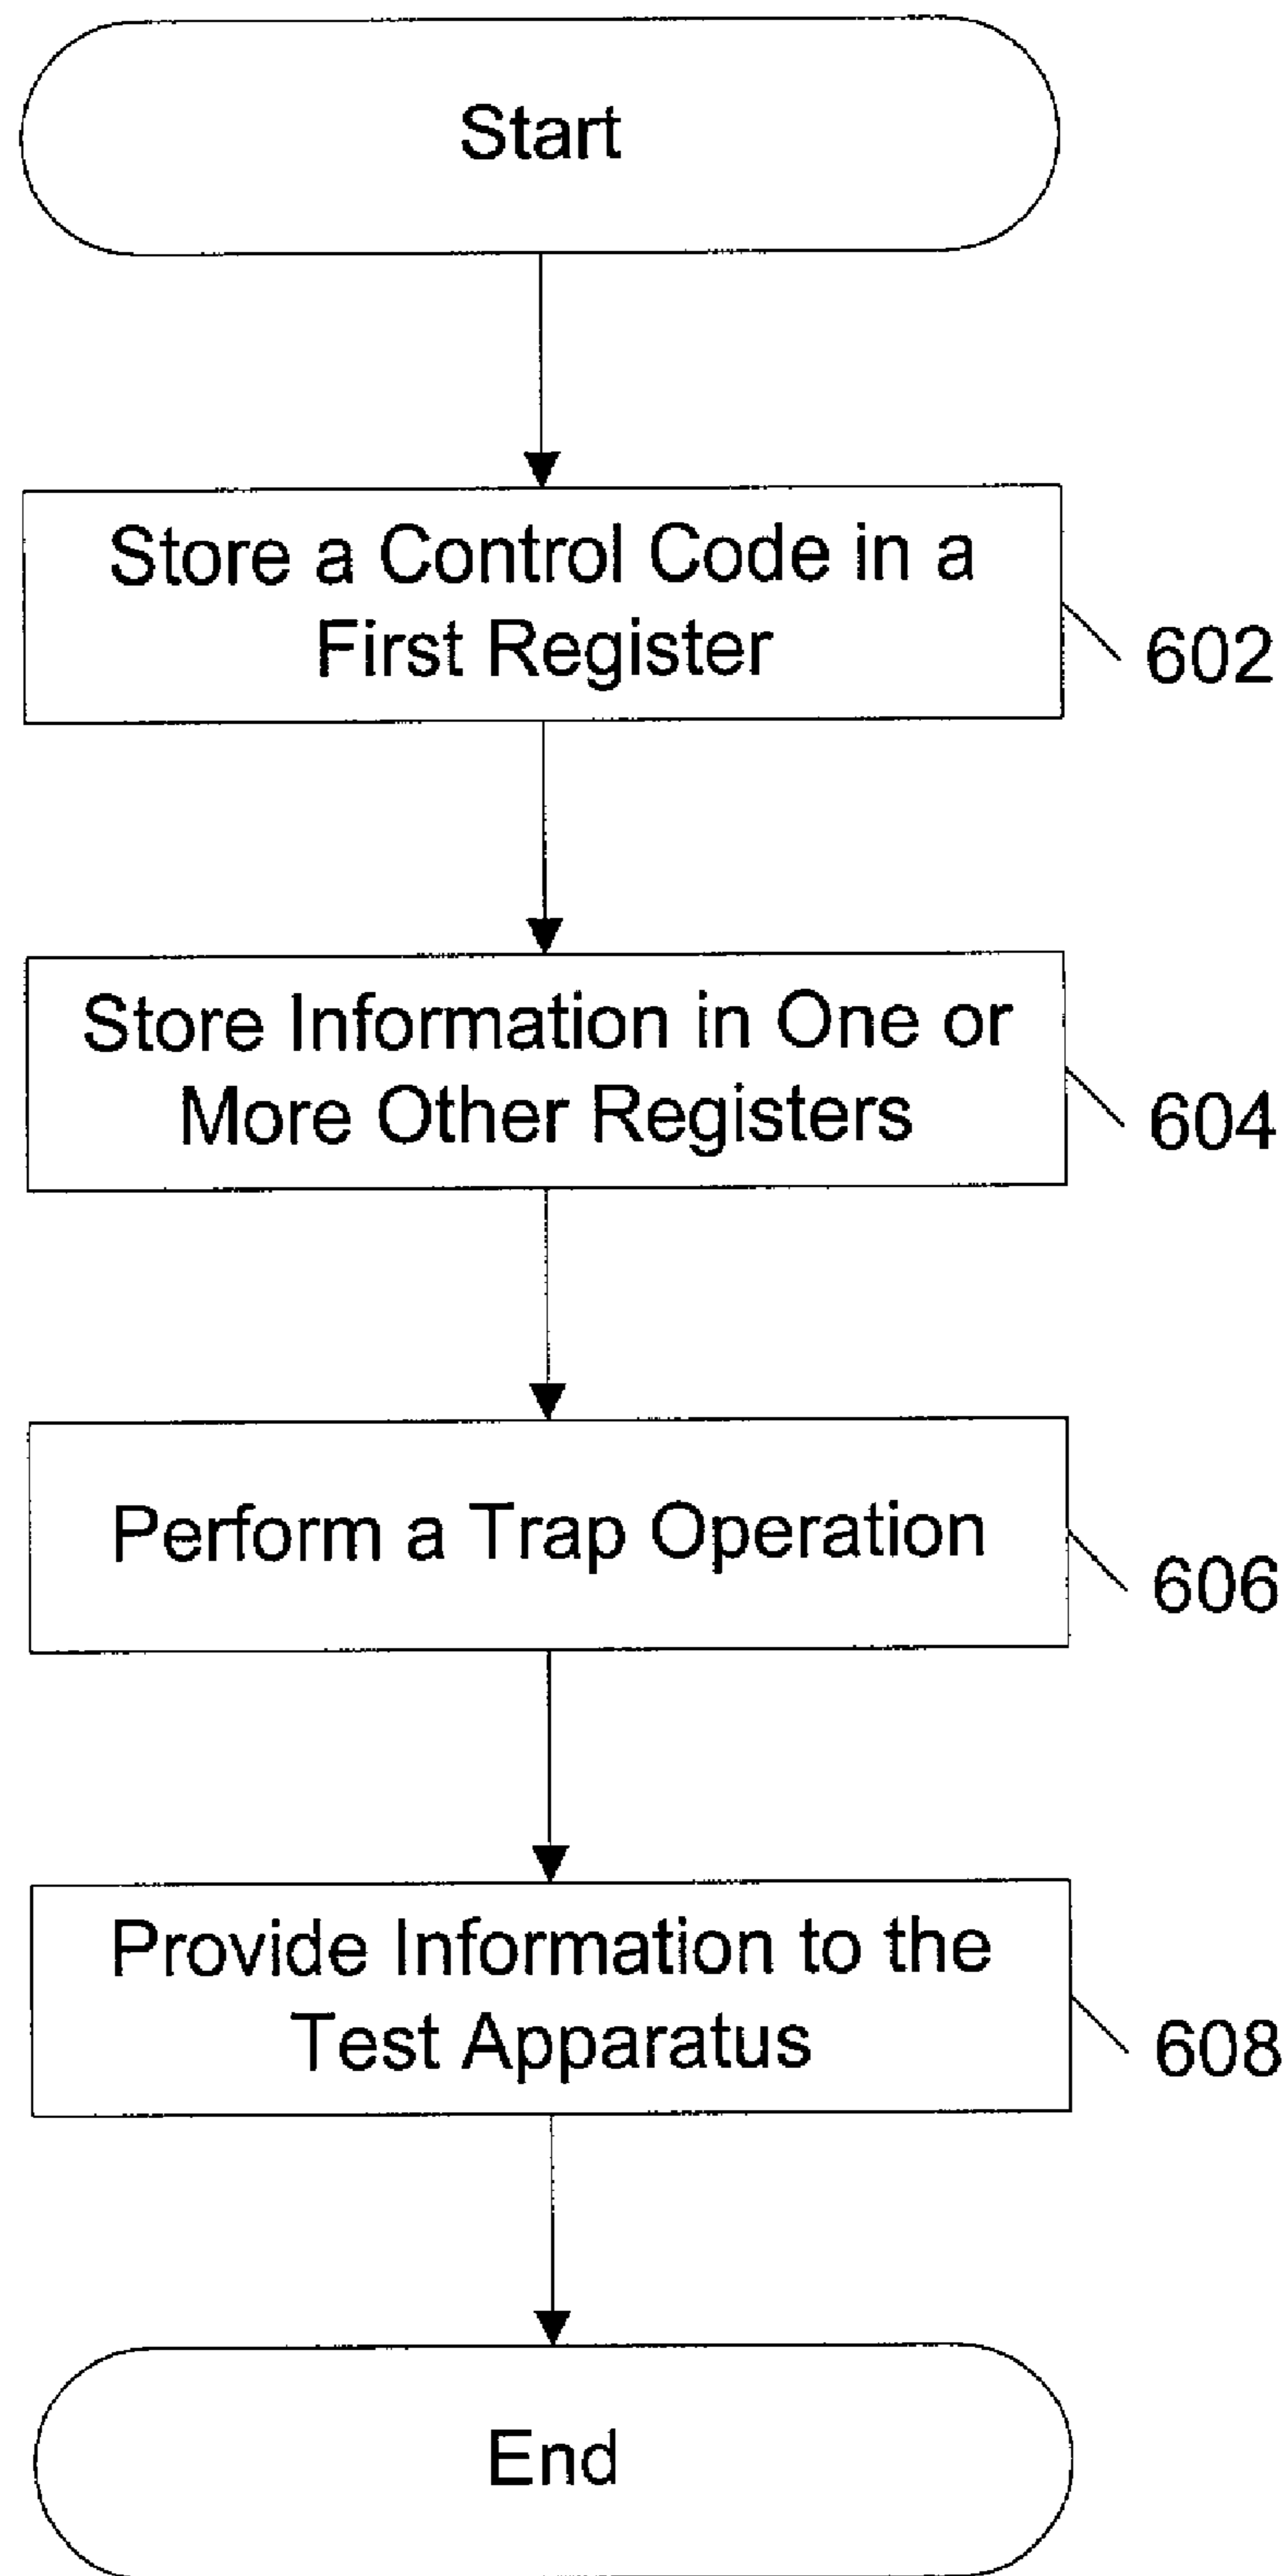 Start
Store a Control Code in a
First Register
602
Store Information in One or
More Other Registers
604
Perform a Trap Operation
606
Provide Information to the
Test Apparatus
608
End